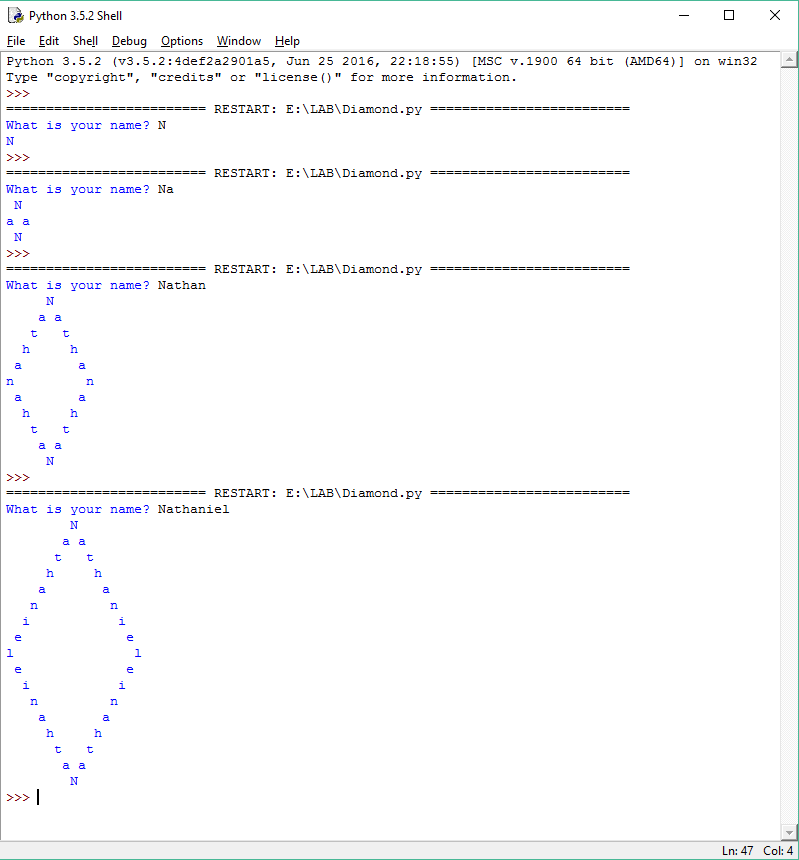 Python 3.5.2 Shell
File Edit Shell Debug Options Window Help
Python 3.5.2 (v3.5.2:4def2a2901a5, Jun 25 2016, 22:18:55) [MSC v.1900 64 bit (AMD64)] on win32
Type "copyright", "credits" or "license()" for more information.
>>>
========================= RESTART: E:\LAB\Diamond.py =========================
What is your name? N
N
>>>
========================= RESTART: E:\LAB\Diamond.py =========================
What is your name? Na
 N
a a
 N
>>>
========================= RESTART: E:\LAB\Diamond.py =========================
What is your name? Nathan
     N
    a a
   t   t
  h     h
 a       a
n         n
 a       a
  h     h
   t   t
    a a
     N
>>>
========================= RESTART: E:\LAB\Diamond.py =========================
What is your name? Nathaniel
        N
       a a
      t   t
     h     h
    a       a
   n         n
  i           i
 e             e
l               l
 e             e
  i           i
   n         n
    a       a
     h     h
      t   t
       a a
        N
>>>
Ln: 47 Col: 4